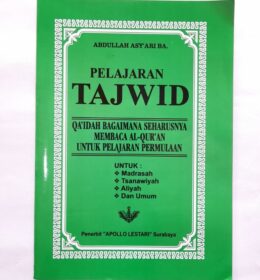 ABDULLAH ASY'ARI BA.
PELAJARAN
TAJWID
QA'IDAH BAGAIMANA SEHARUSNYA
MEMBACA AL-QUR'AN
UNTUK PELAJARAN PERMULAAN
UNTUK :
❖ Madrasah
❖ Tsanawiyah
❖ Aliyah
❖ Dan Umum
Penerbit "APOLLO LESTARI" Surabaya